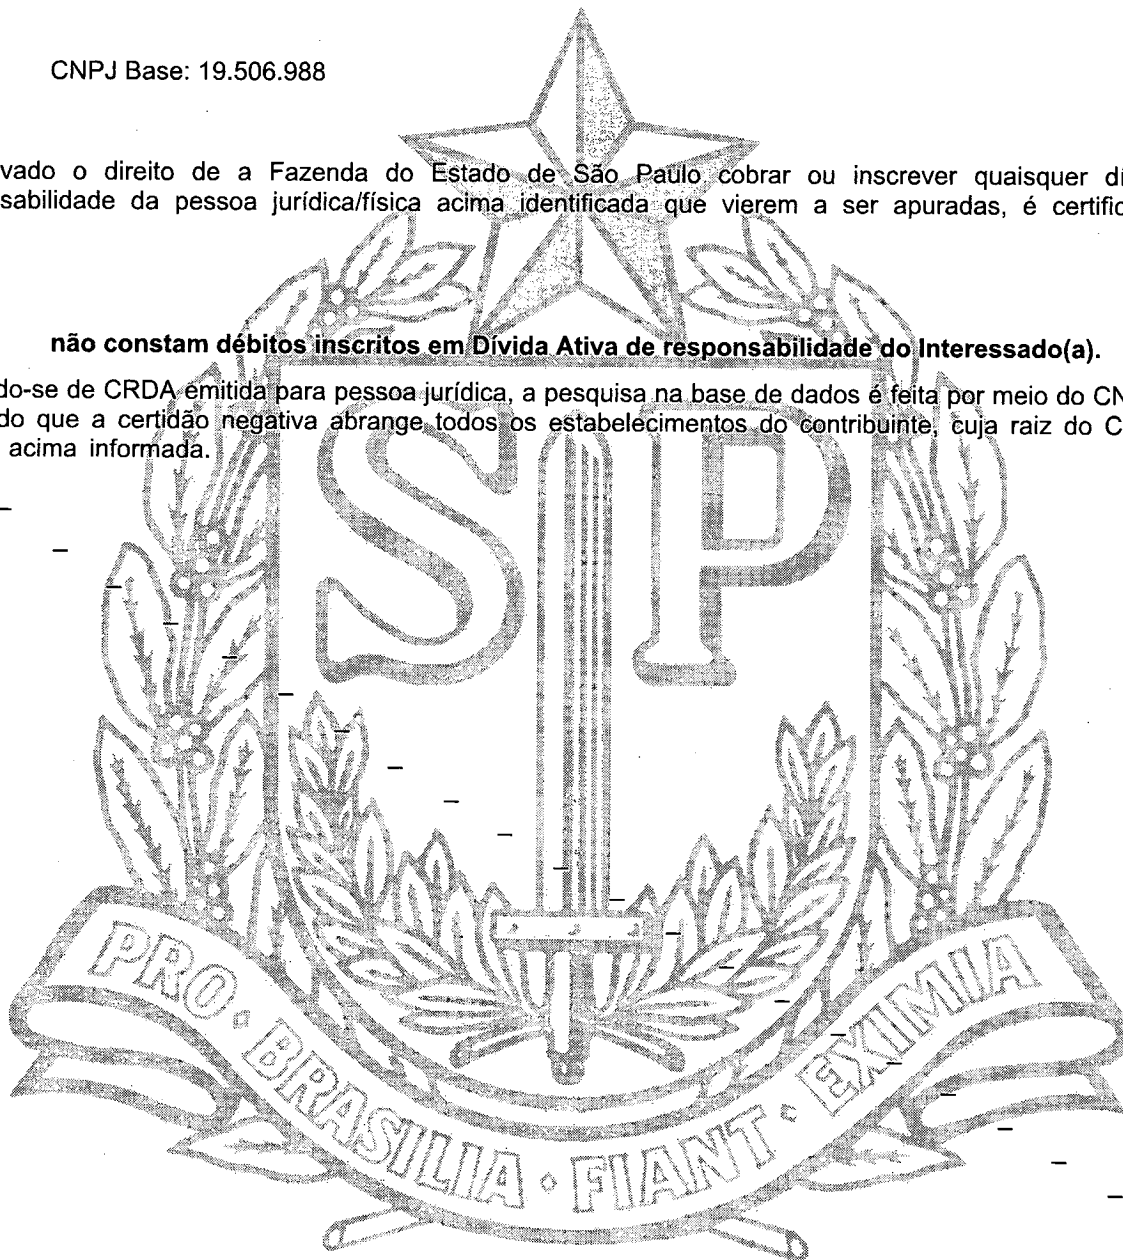 CNPJ Base: 19.506.988
vado o direito de a Fazenda do Estado de São Paulo cobrar ou inscrever quaisquer dí
sabilidade da pessoa jurídica/física acima identificada que vierem a ser apuradas, é certific
não constam débitos inscritos em Dívida Ativa de responsabilidade do Interessado(a).
do-se de CRDA emitida para pessoa jurídica, a pesquisa na base de dados é feita por meio do CN
do que a certidão negativa abrange todos os estabelecimentos do contribuinte, cuja raiz do C
acima informada.
SP
PRO · BRASILIA · FIANT · EXIMIA